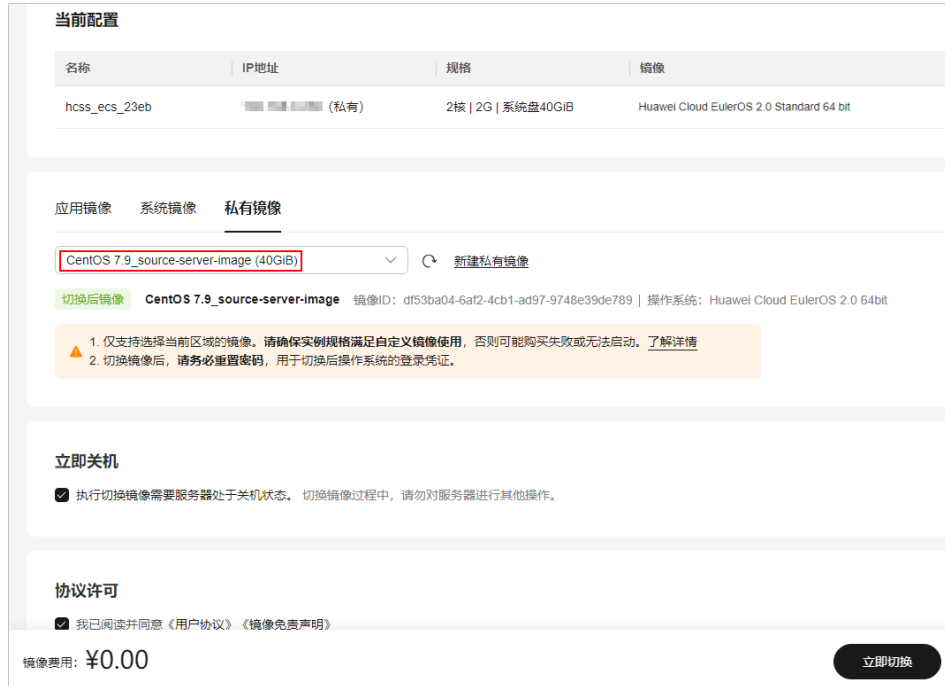 当前配置
名称 IP地址 规格 镜像
hcss_ecs_23eb (私有) 2核 | 2G | 系统盘40GiB Huawei Cloud EulerOS 2.0 Standard 64 bit
应用镜像 系统镜像 私有镜像
CentOS 7.9_source-server-image (40GiB) 新建私有镜像
切换后镜像 CentOS 7.9_source-server-image 镜像ID：df53ba04-6af2-4cb1-ad97-9748e39de789 | 操作系统：Huawei Cloud EulerOS 2.0 64bit
1. 仅支持选择当前区域的镜像。请确保实例规格满足自定义镜像使用，否则可能购买失败或无法启动。了解详情
2. 切换镜像后，请务必重置密码，用于切换后操作系统的登录凭证。
立即关机
执行切换镜像需要服务器处于关机状态。 切换镜像过程中，请勿对服务器进行其他操作。
协议许可
我已阅读并同意《用户协议》《镜像免责声明》
镜像费用：¥0.00 立即切换